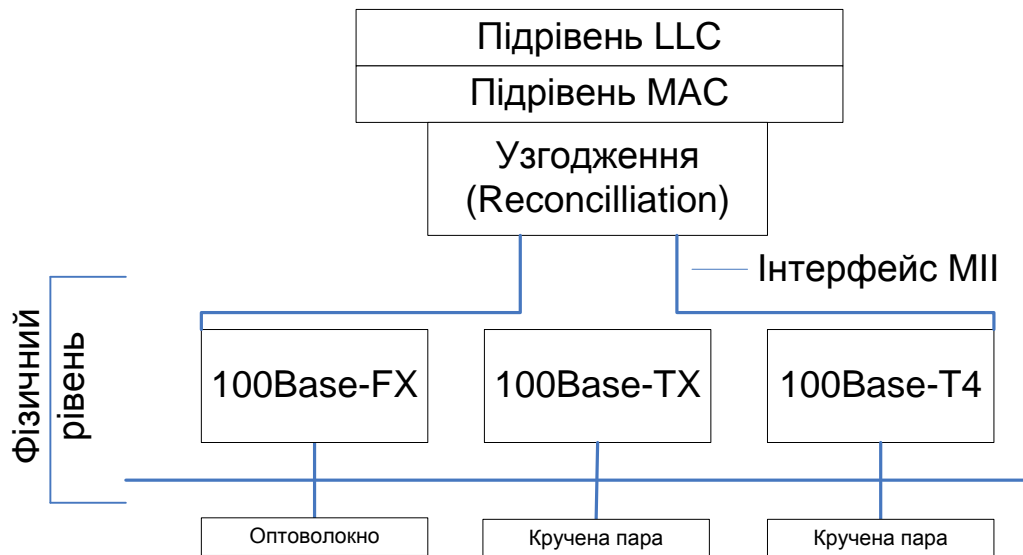 Підрівень LLC
Підрівень MAC
Узгодження
(Reconcilliation)
Інтерфейс MII
Фізичний
рівень
100Base-FX
100Base-TX
100Base-T4
Оптоволокно
Кручена пара
Кручена пара